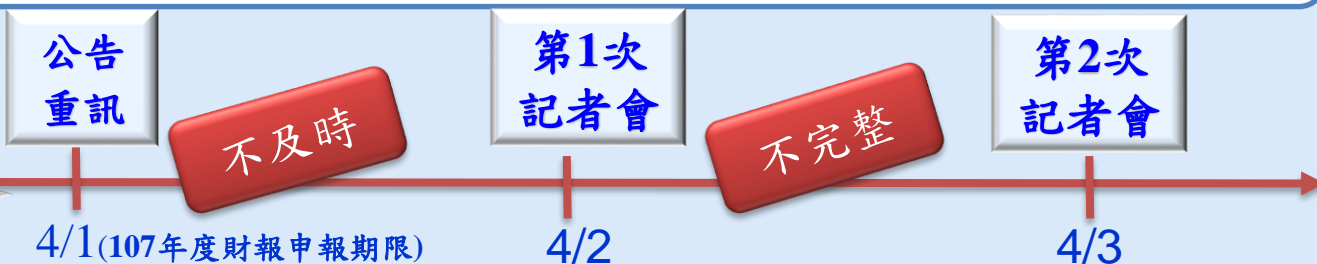 公告
重訊
不及時
第1次
記者會
不完整
第2次
記者會
4/1(107年度財報申報期限)
4/2
4/3